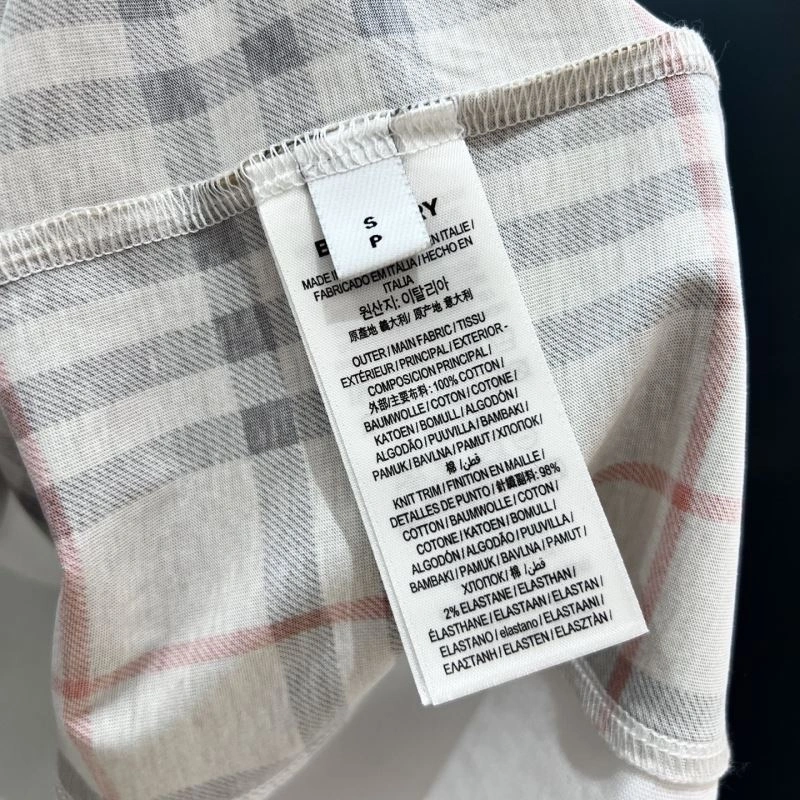 S
P
MADE I
N ITALIE /
FABRICADO EM ITALIA / HECHO EN
ITALIA
원산지: 이탈리아
原產地 義大利/ 原产地 意大利
OUTER / MAIN FABRIC / TISSU
EXTÉRIEUR / PRINCIPAL / EXTERIOR -
COMPOSICION PRINCIPAL /
外部/主要布料: 100% COTTON /
BAUMWOLLE / COTON / COTONE /
KATOEN / BOMULL / ALGODÓN /
ALGODÃO / PUUVILLA / BAMBAKI /
PAMUK / BAVLNA / PAMUT / ХЛОПОК /
棉 /قطن
KNIT TRIM / FINITION EN MAILLE /
DETALLES DE PUNTO / 針織副料: 98%
COTTON / BAUMWOLLE / COTON /
COTONE / KATOEN / BOMULL /
ALGODÓN / ALGODÃO / PUUVILLA /
BAMBAKI / PAMUK / BAVLNA / PAMUT /
ХЛОПОК/ 棉 /قطن
2% ELASTANE / ELASTHAN /
ÉLASTHANE / ELASTAAN / ELASTAN /
ELASTANO / elastano / ELASTAANI /
ΕΛΑΣΤΑΝΗ / ELASTEN / ELASZTÁN /